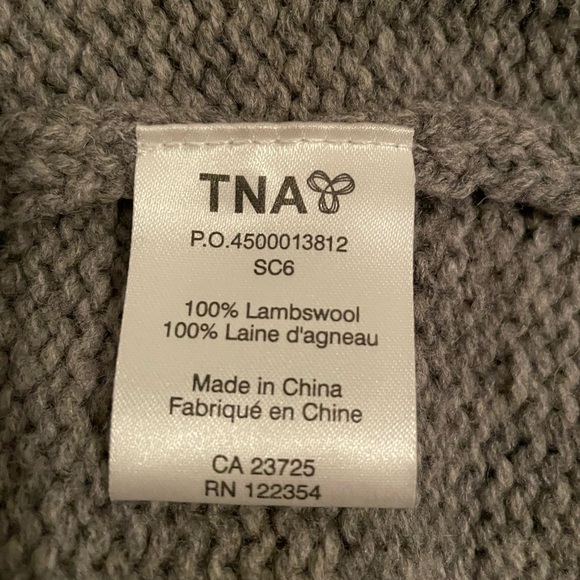 TNA
P.O.4500013812
SC6
100% Lambswool
100% Laine d'agneau
Made in China
Fabriqué en Chine
CA 23725
RN 122354